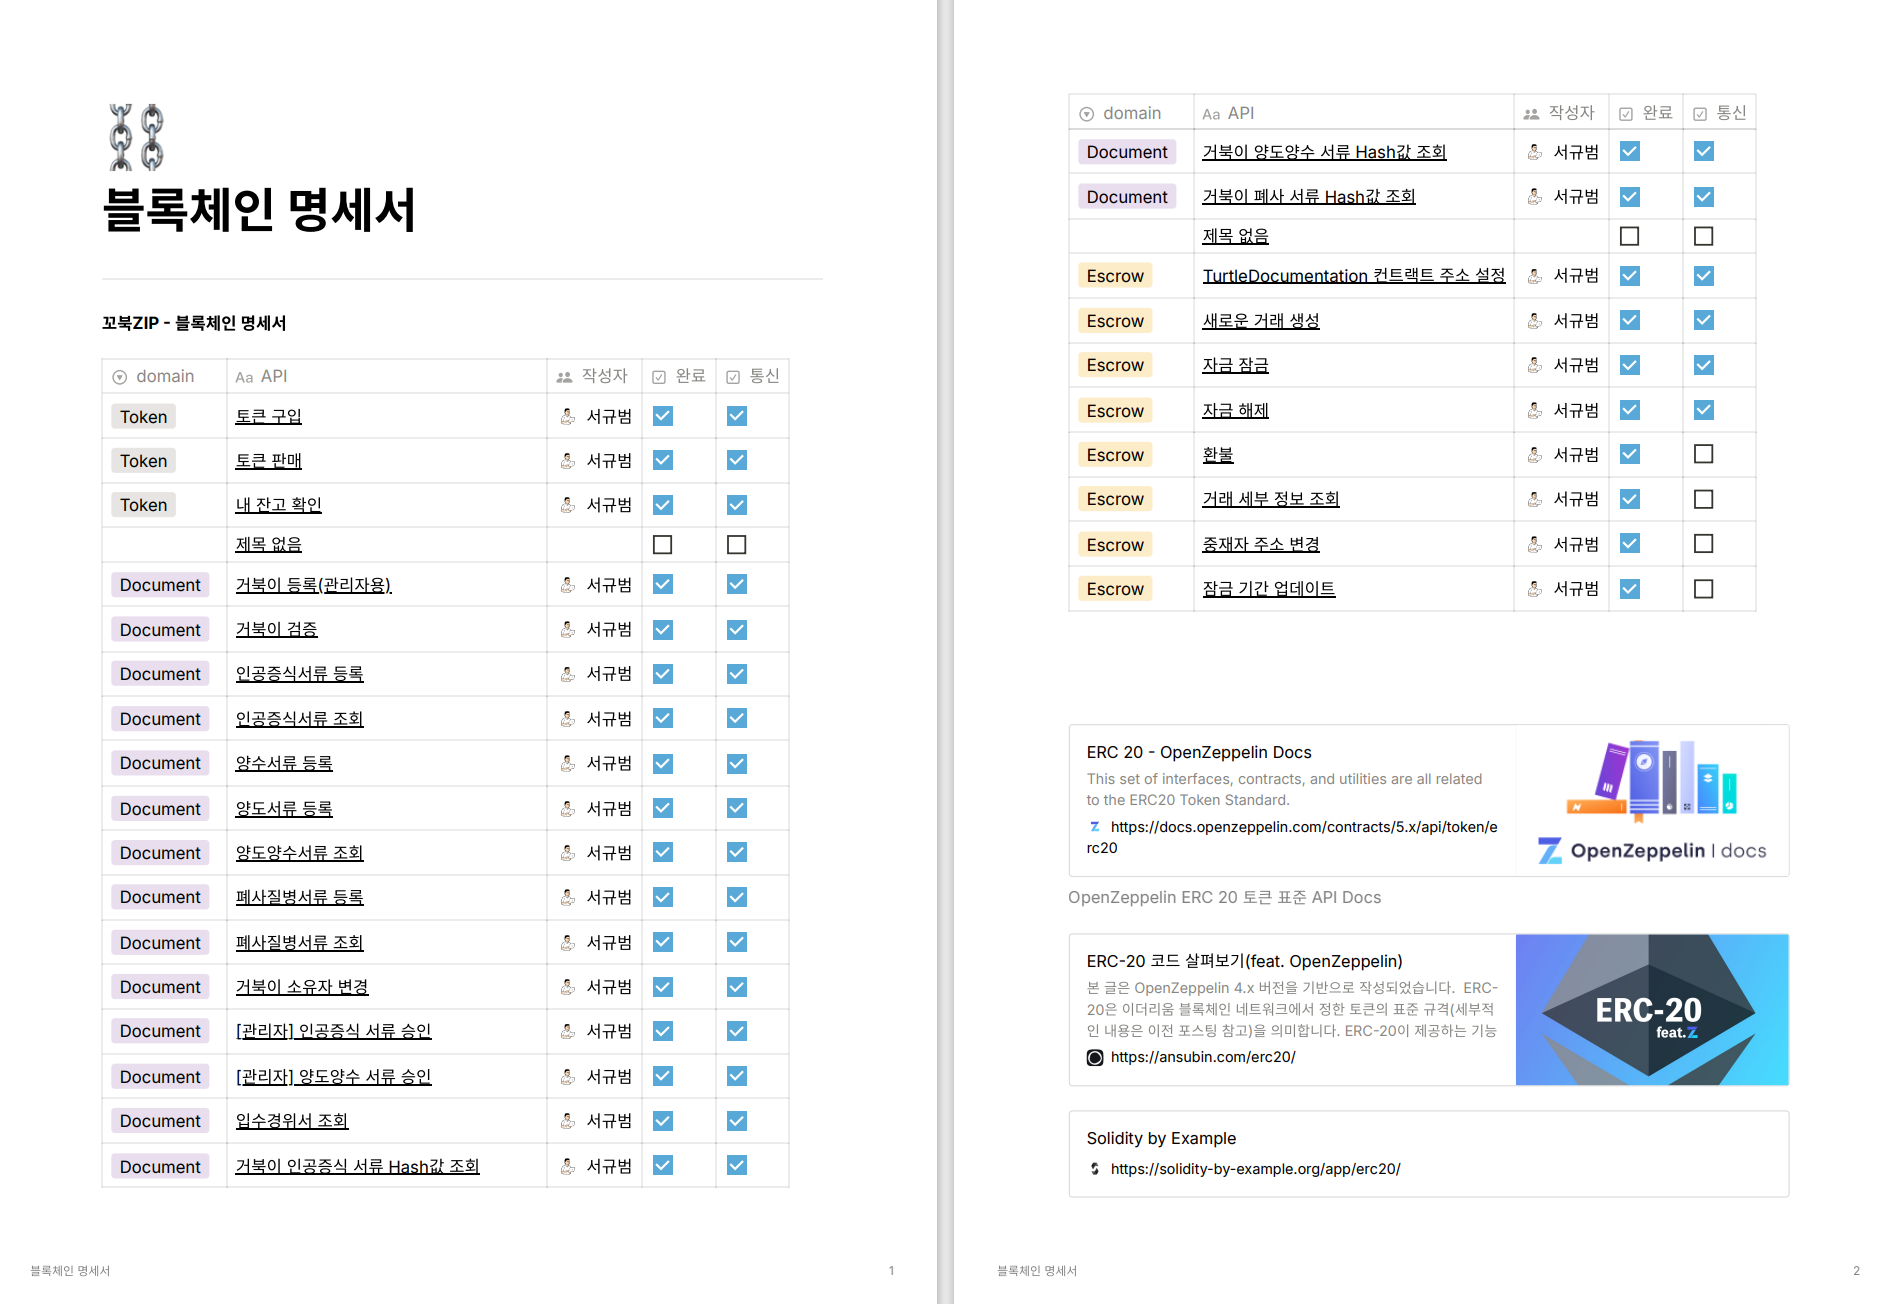 블록체인 명세서
꼬북ZIP - 블록체인 명세서
domain Aa API 작성자 완료 통신
Token 토큰 구입 서규범
Token 토큰 판매 서규범
Token 내 잔고 확인 서규범
제목 없음
Document 거북이 등록(관리자용) 서규범
Document 거북이 검증 서규범
Document 인공증식서류 등록 서규범
Document 인공증식서류 조회 서규범
Document 양수서류 등록 서규범
Document 양도서류 등록 서규범
Document 양도양수서류 조회 서규범
Document 폐사질병서류 등록 서규범
Document 폐사질병서류 조회 서규범
Document 거북이 소유자 변경 서규범
Document [관리자] 인공증식 서류 승인 서규범
Document [관리자] 양도양수 서류 승인 서규범
Document 입수경위서 조회 서규범
Document 거북이 인공증식 서류 Hash값 조회 서규범
블록체인 명세서 1
domain Aa API 작성자 완료 통신
Document 거북이 양도양수 서류 Hash값 조회 서규범
Document 거북이 폐사 서류 Hash값 조회 서규범
제목 없음
Escrow TurtleDocumentation 컨트랙트 주소 설정 서규범
Escrow 새로운 거래 생성 서규범
Escrow 자금 잠금 서규범
Escrow 자금 해제 서규범
Escrow 환불 서규범
Escrow 거래 세부 정보 조회 서규범
Escrow 중재자 주소 변경 서규범
Escrow 잠금 기간 업데이트 서규범
ERC 20 - OpenZeppelin Docs
This set of interfaces, contracts, and utilities are all related
to the ERC20 Token Standard.
https://docs.openzeppelin.com/contracts/5.x/api/token/e
rc20
OpenZeppelin | docs
OpenZeppelin ERC 20 토큰 표준 API Docs
ERC-20 코드 살펴보기(feat. OpenZeppelin)
본 글은 OpenZeppelin 4.x 버전을 기반으로 작성되었습니다. ERC-
20은 이더리움 블록체인 네트워크에서 정한 토큰의 표준 규격(세부적
인 내용은 이전 포스팅 참고)을 의미합니다. ERC-20이 제공하는 기능
https://ansubin.com/erc20/
ERC-20
feat.Z
Solidity by Example
https://solidity-by-example.org/app/erc20/
블록체인 명세서 2